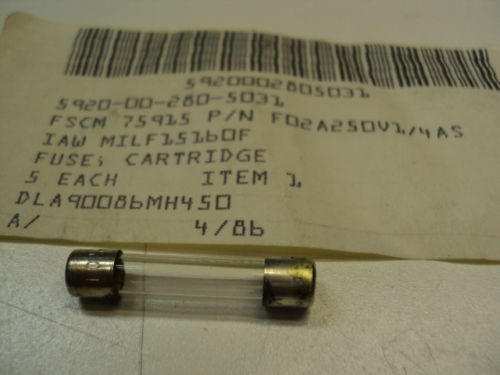 5920002805031
5920-00-280-5031
FSCM 75915 P/N F02A250V1/4AS
IAW MILF15160F
FUSE; CARTRIDGE
5 EACH ITEM 1
DLA90086MH450
A/ 4/86